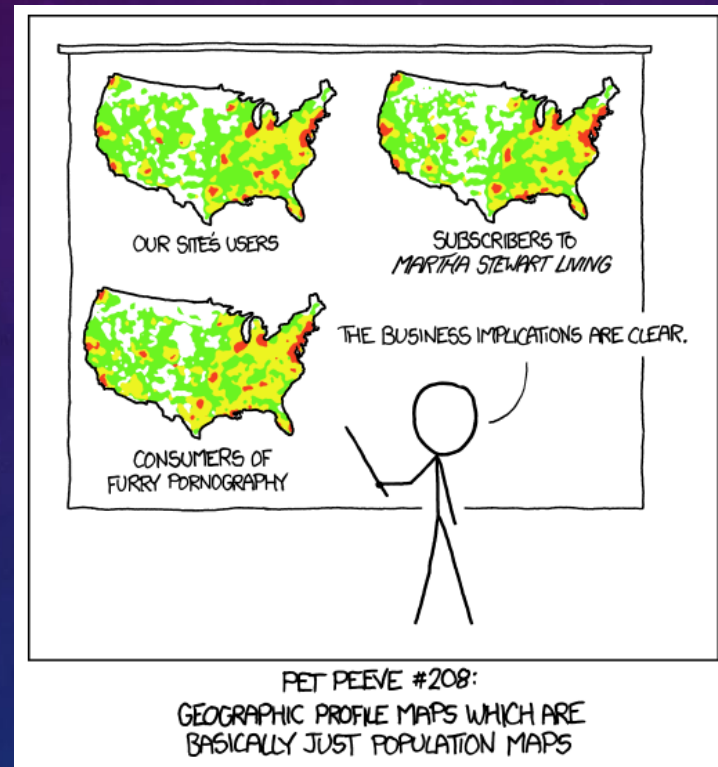 OUR SITE'S USERS
SUBSCRIBERS TO
MARTHA STEWART LIVING
THE BUSINESS IMPLICATIONS ARE CLEAR.
CONSUMERS OF
FURRY PORNOGRAPHY
PET PEEVE #208:
GEOGRAPHIC PROFILE MAPS WHICH ARE
BASICALLY JUST POPULATION MAPS